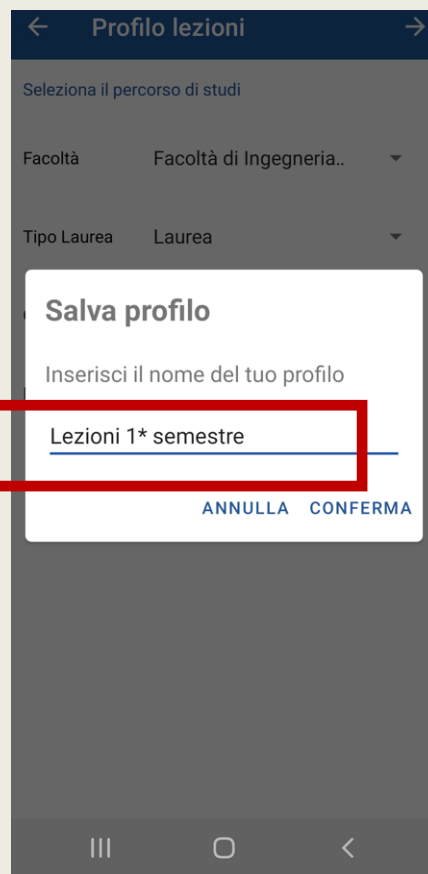 Profilo lezioni
Seleziona il percorso di studi
Facoltà Facoltà di Ingegneria..
Tipo Laurea Laurea
Salva profilo
Inserisci il nome del tuo profilo
Lezioni 1* semestre
ANNULLA CONFERMA